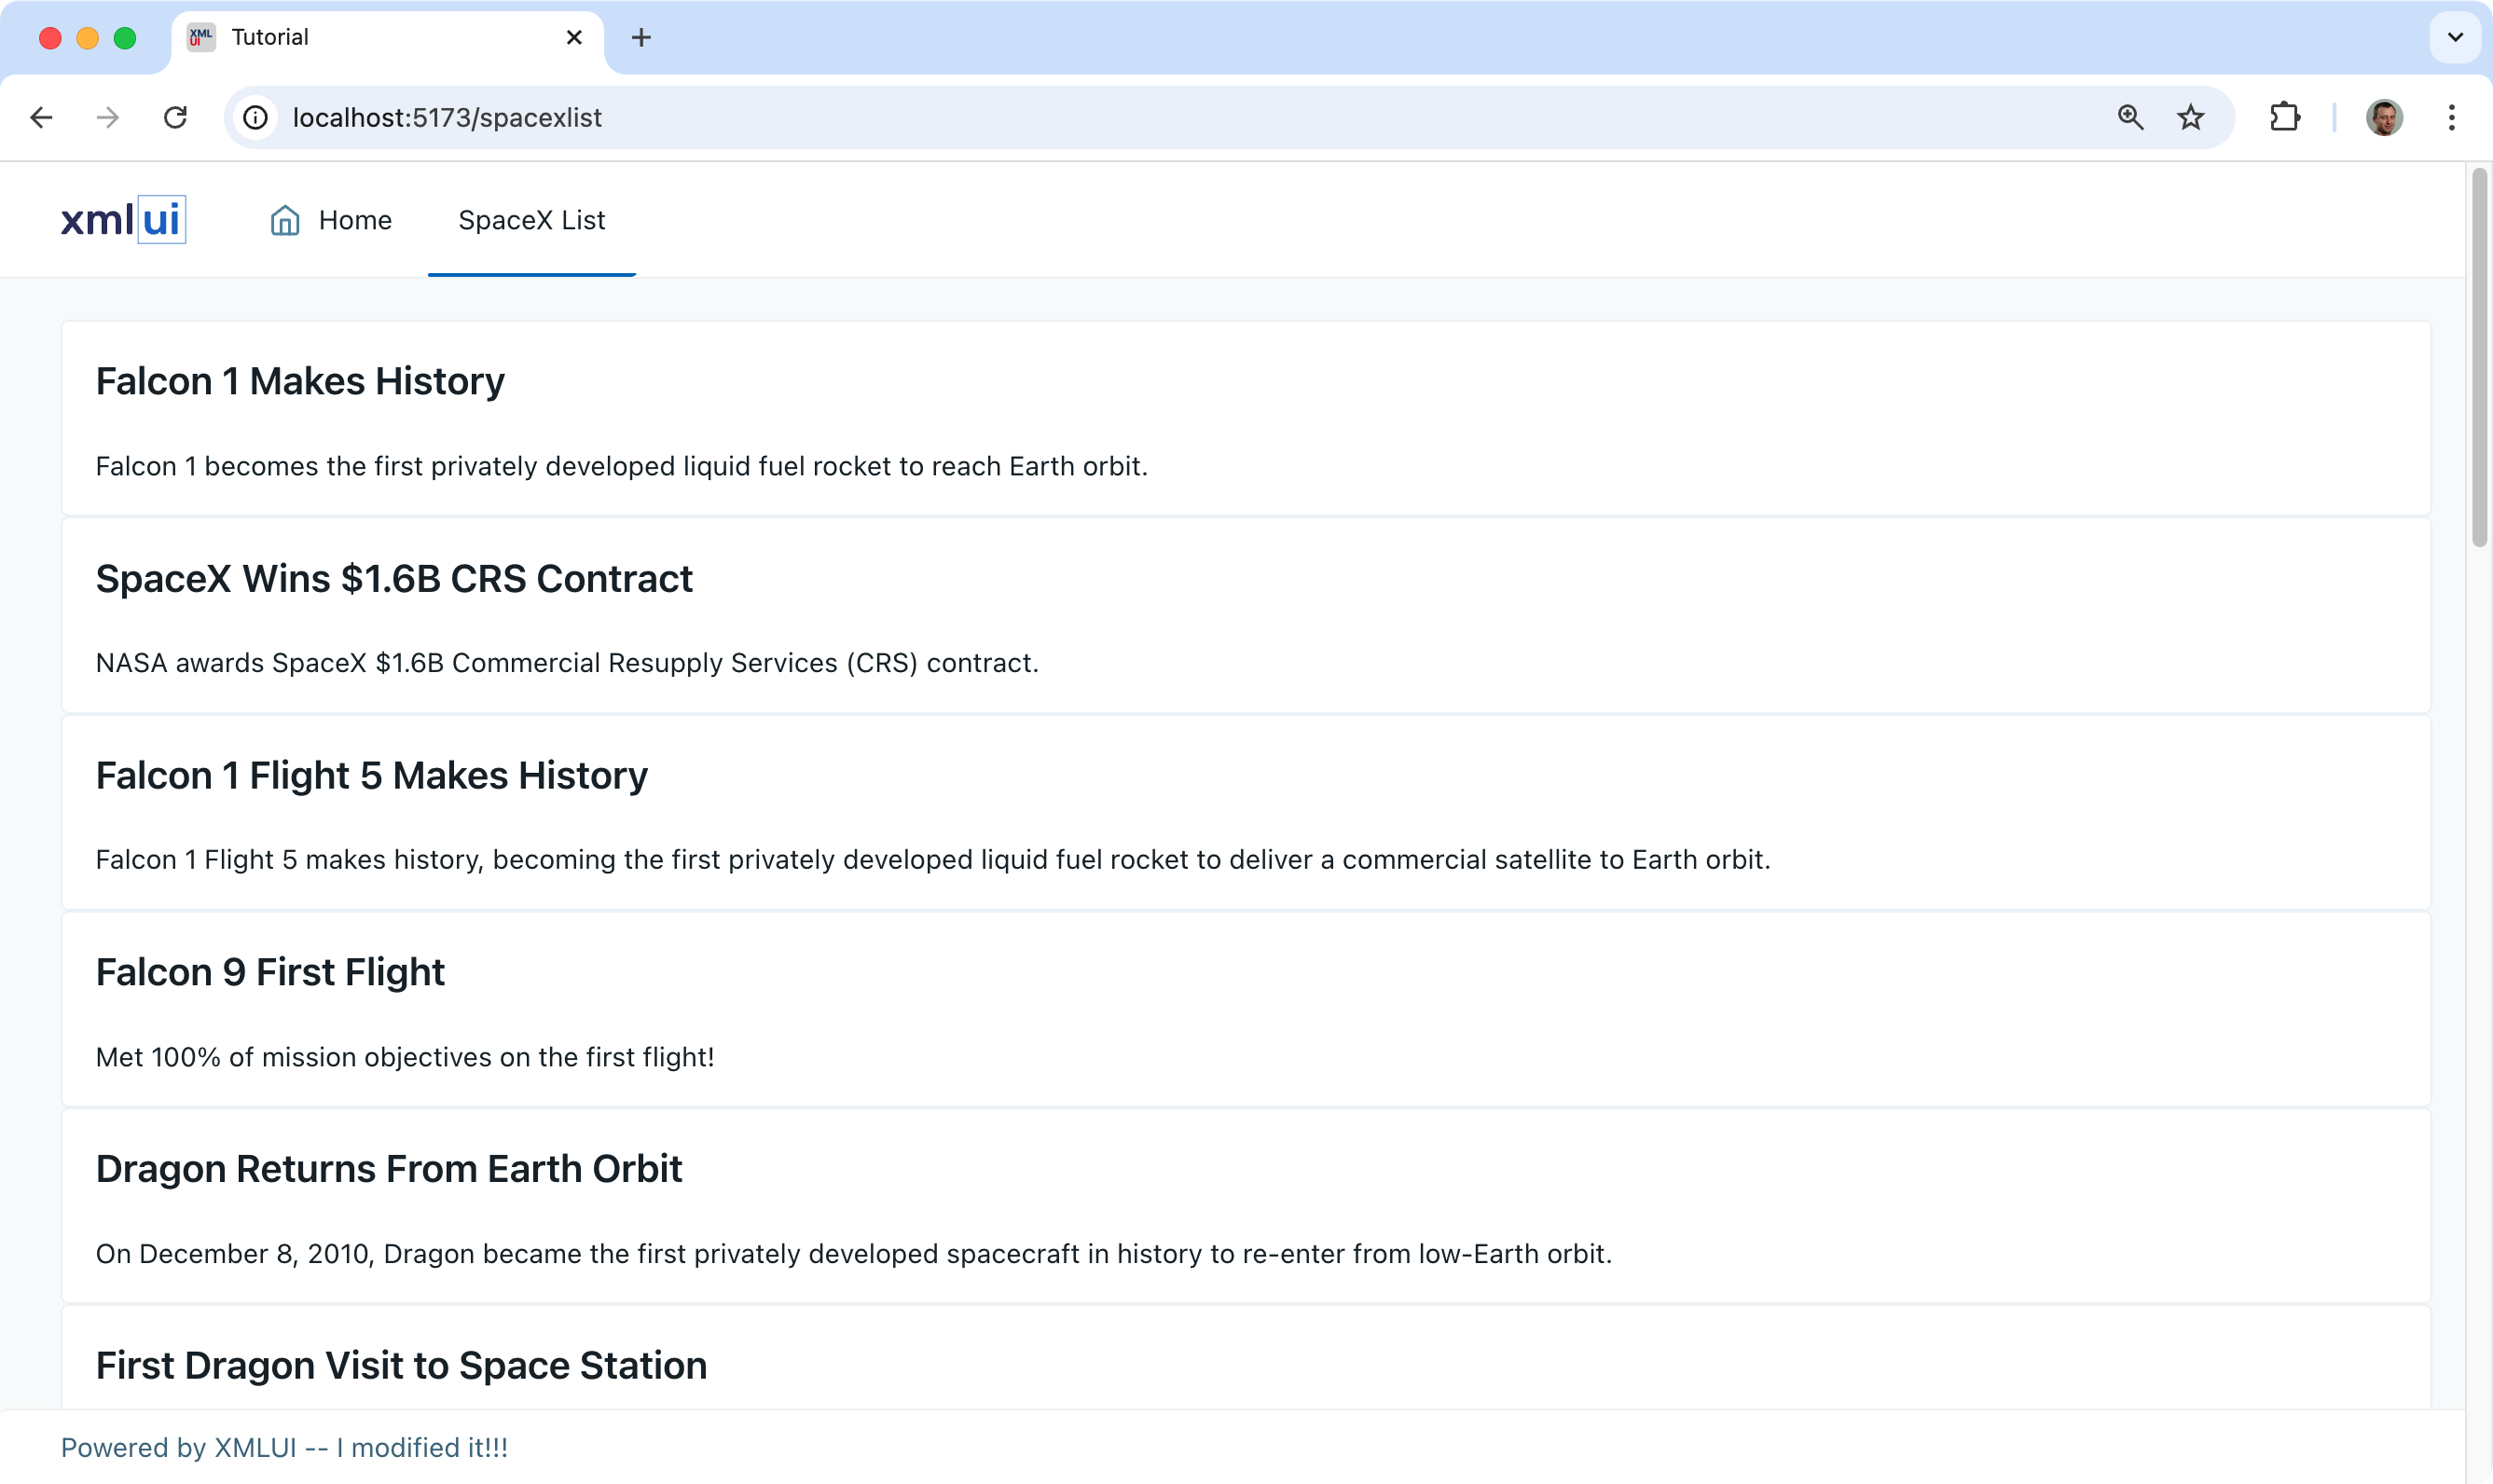 XML
UI
Tutorial
localhost:5173/spacexlist
xmlui
Home
SpaceX List
Falcon 1 Makes History
Falcon 1 becomes the first privately developed liquid fuel rocket to reach Earth orbit.
SpaceX Wins $1.6B CRS Contract
NASA awards SpaceX $1.6B Commercial Resupply Services (CRS) contract.
Falcon 1 Flight 5 Makes History
Falcon 1 Flight 5 makes history, becoming the first privately developed liquid fuel rocket to deliver a commercial satellite to Earth orbit.
Falcon 9 First Flight
Met 100% of mission objectives on the first flight!
Dragon Returns From Earth Orbit
On December 8, 2010, Dragon became the first privately developed spacecraft in history to re-enter from low-Earth orbit.
First Dragon Visit to Space Station
Powered by XMLUI -- I modified it!!!